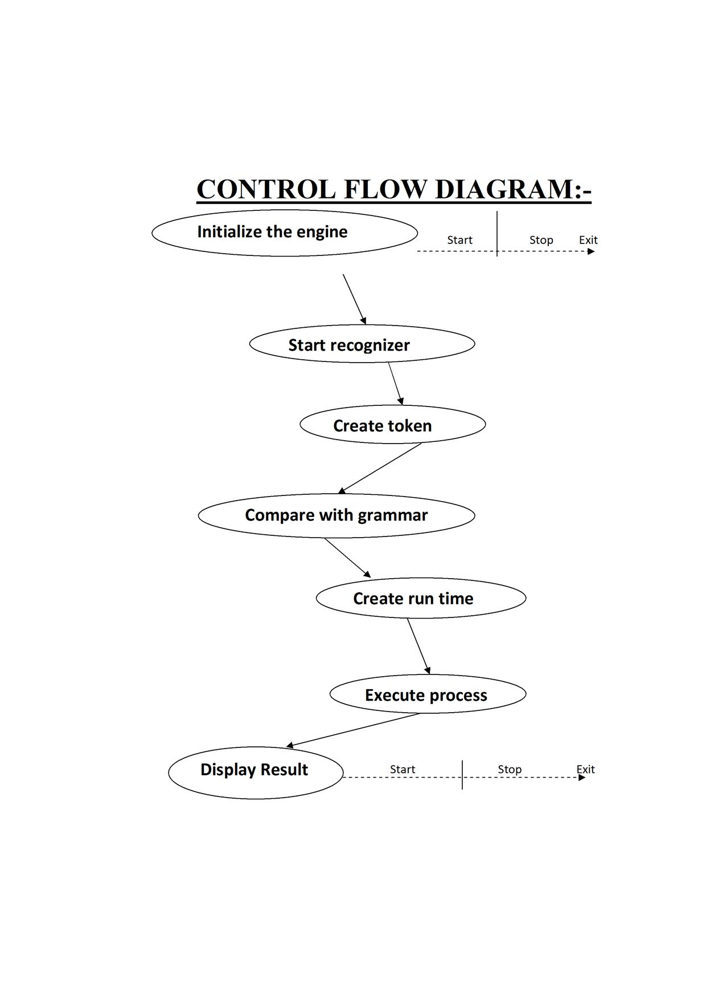 CONTROL FLOW DIAGRAM:-
Initialize the engine
Start Stop Exit
Start recognizer
Create token
Compare with grammar
Create run time
Execute process
Display Result
Start Stop Exit